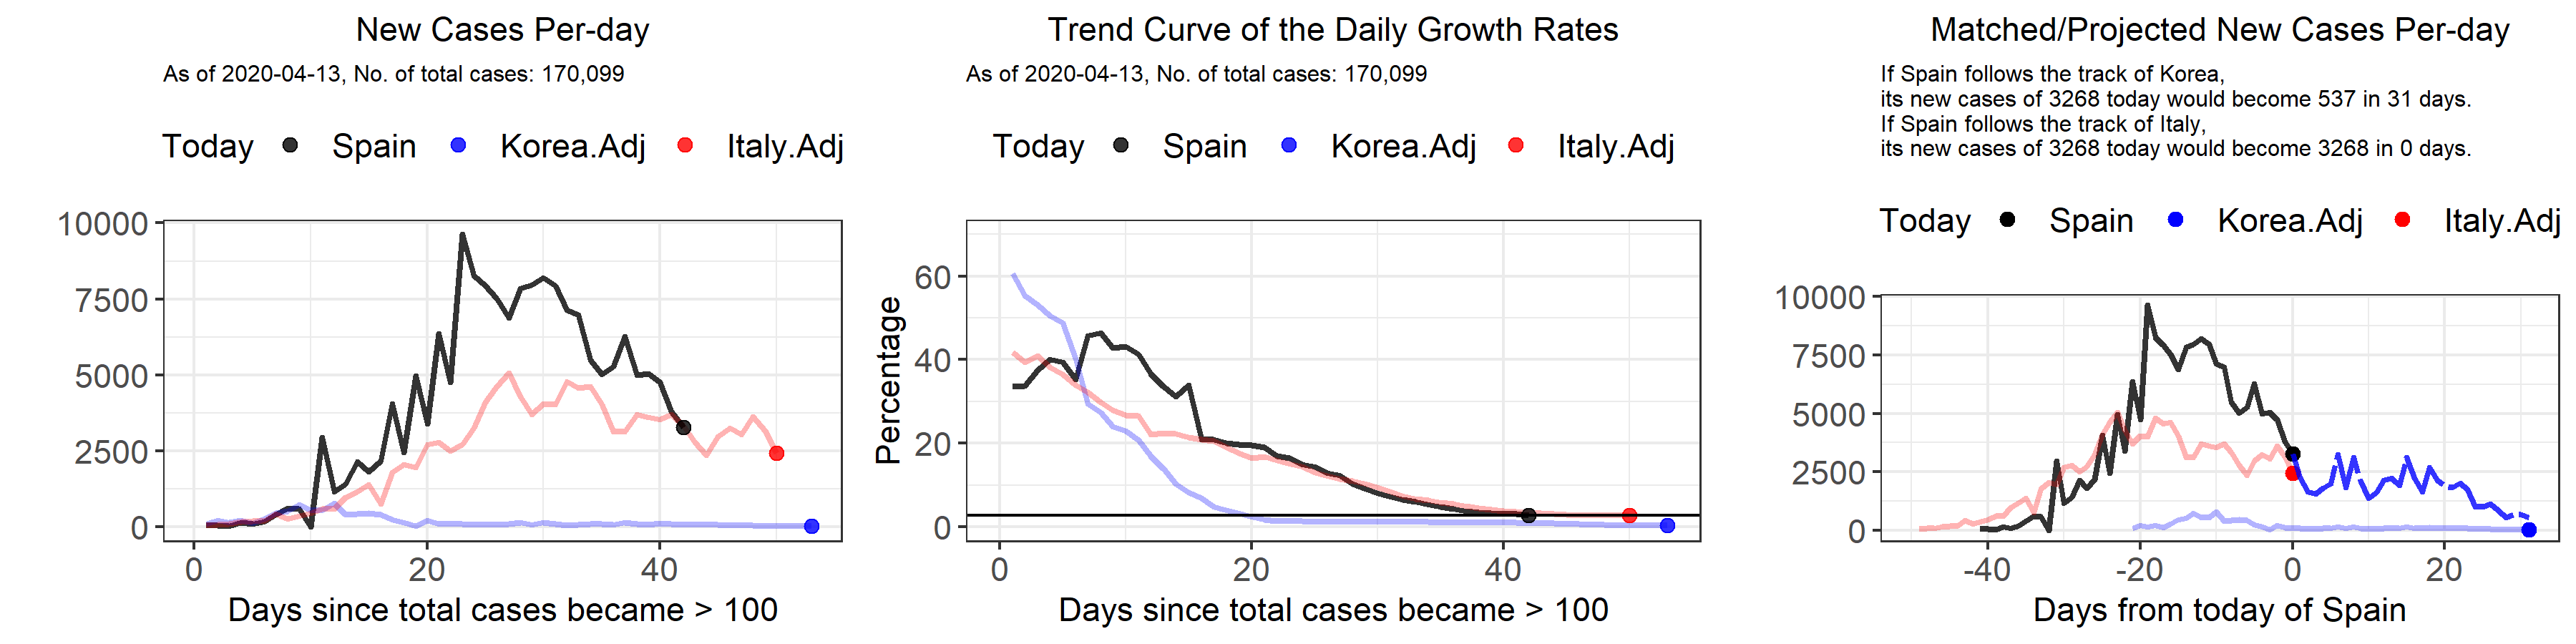 New Cases Per-day
As of 2020-04-13, No. of total cases: 170,099
Today Spain Korea.Adj Italy.Adj
10000
7500
5000
2500
0
0 20 40
Days since total cases became > 100
Trend Curve of the Daily Growth Rates
As of 2020-04-13, No. of total cases: 170,099
Today Spain Korea.Adj Italy.Adj
Percentage
60
40
20
0
0 20 40
Days since total cases became > 100
Matched/Projected New Cases Per-day
If Spain follows the track of Korea,
its new cases of 3268 today would become 537 in 31 days.
If Spain follows the track of Italy,
its new cases of 3268 today would become 3268 in 0 days.
Today Spain Korea.Adj Italy.Adj
10000
7500
5000
2500
0
-40 -20 0 20
Days from today of Spain